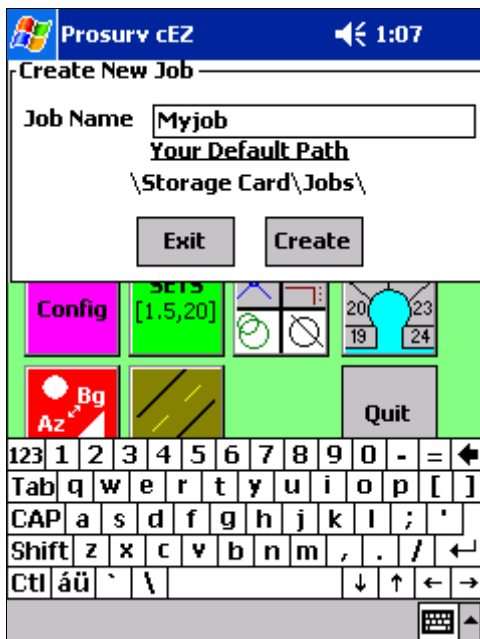 Prosurv cEZ 1:07
Create New Job
Job Name Myjob
Your Default Path
\Storage Card\Jobs\
Exit Create
Config SETS
[1.5,20]
20 23
19 24
Bg
Az
Quit
123 1 2 3 4 5 6 7 8 9 0 - =
Tab q w e r t y u i o p [ ]
CAP a s d f g h j k l ; '
Shift z x c v b n m , . /
Ctl áü ` \